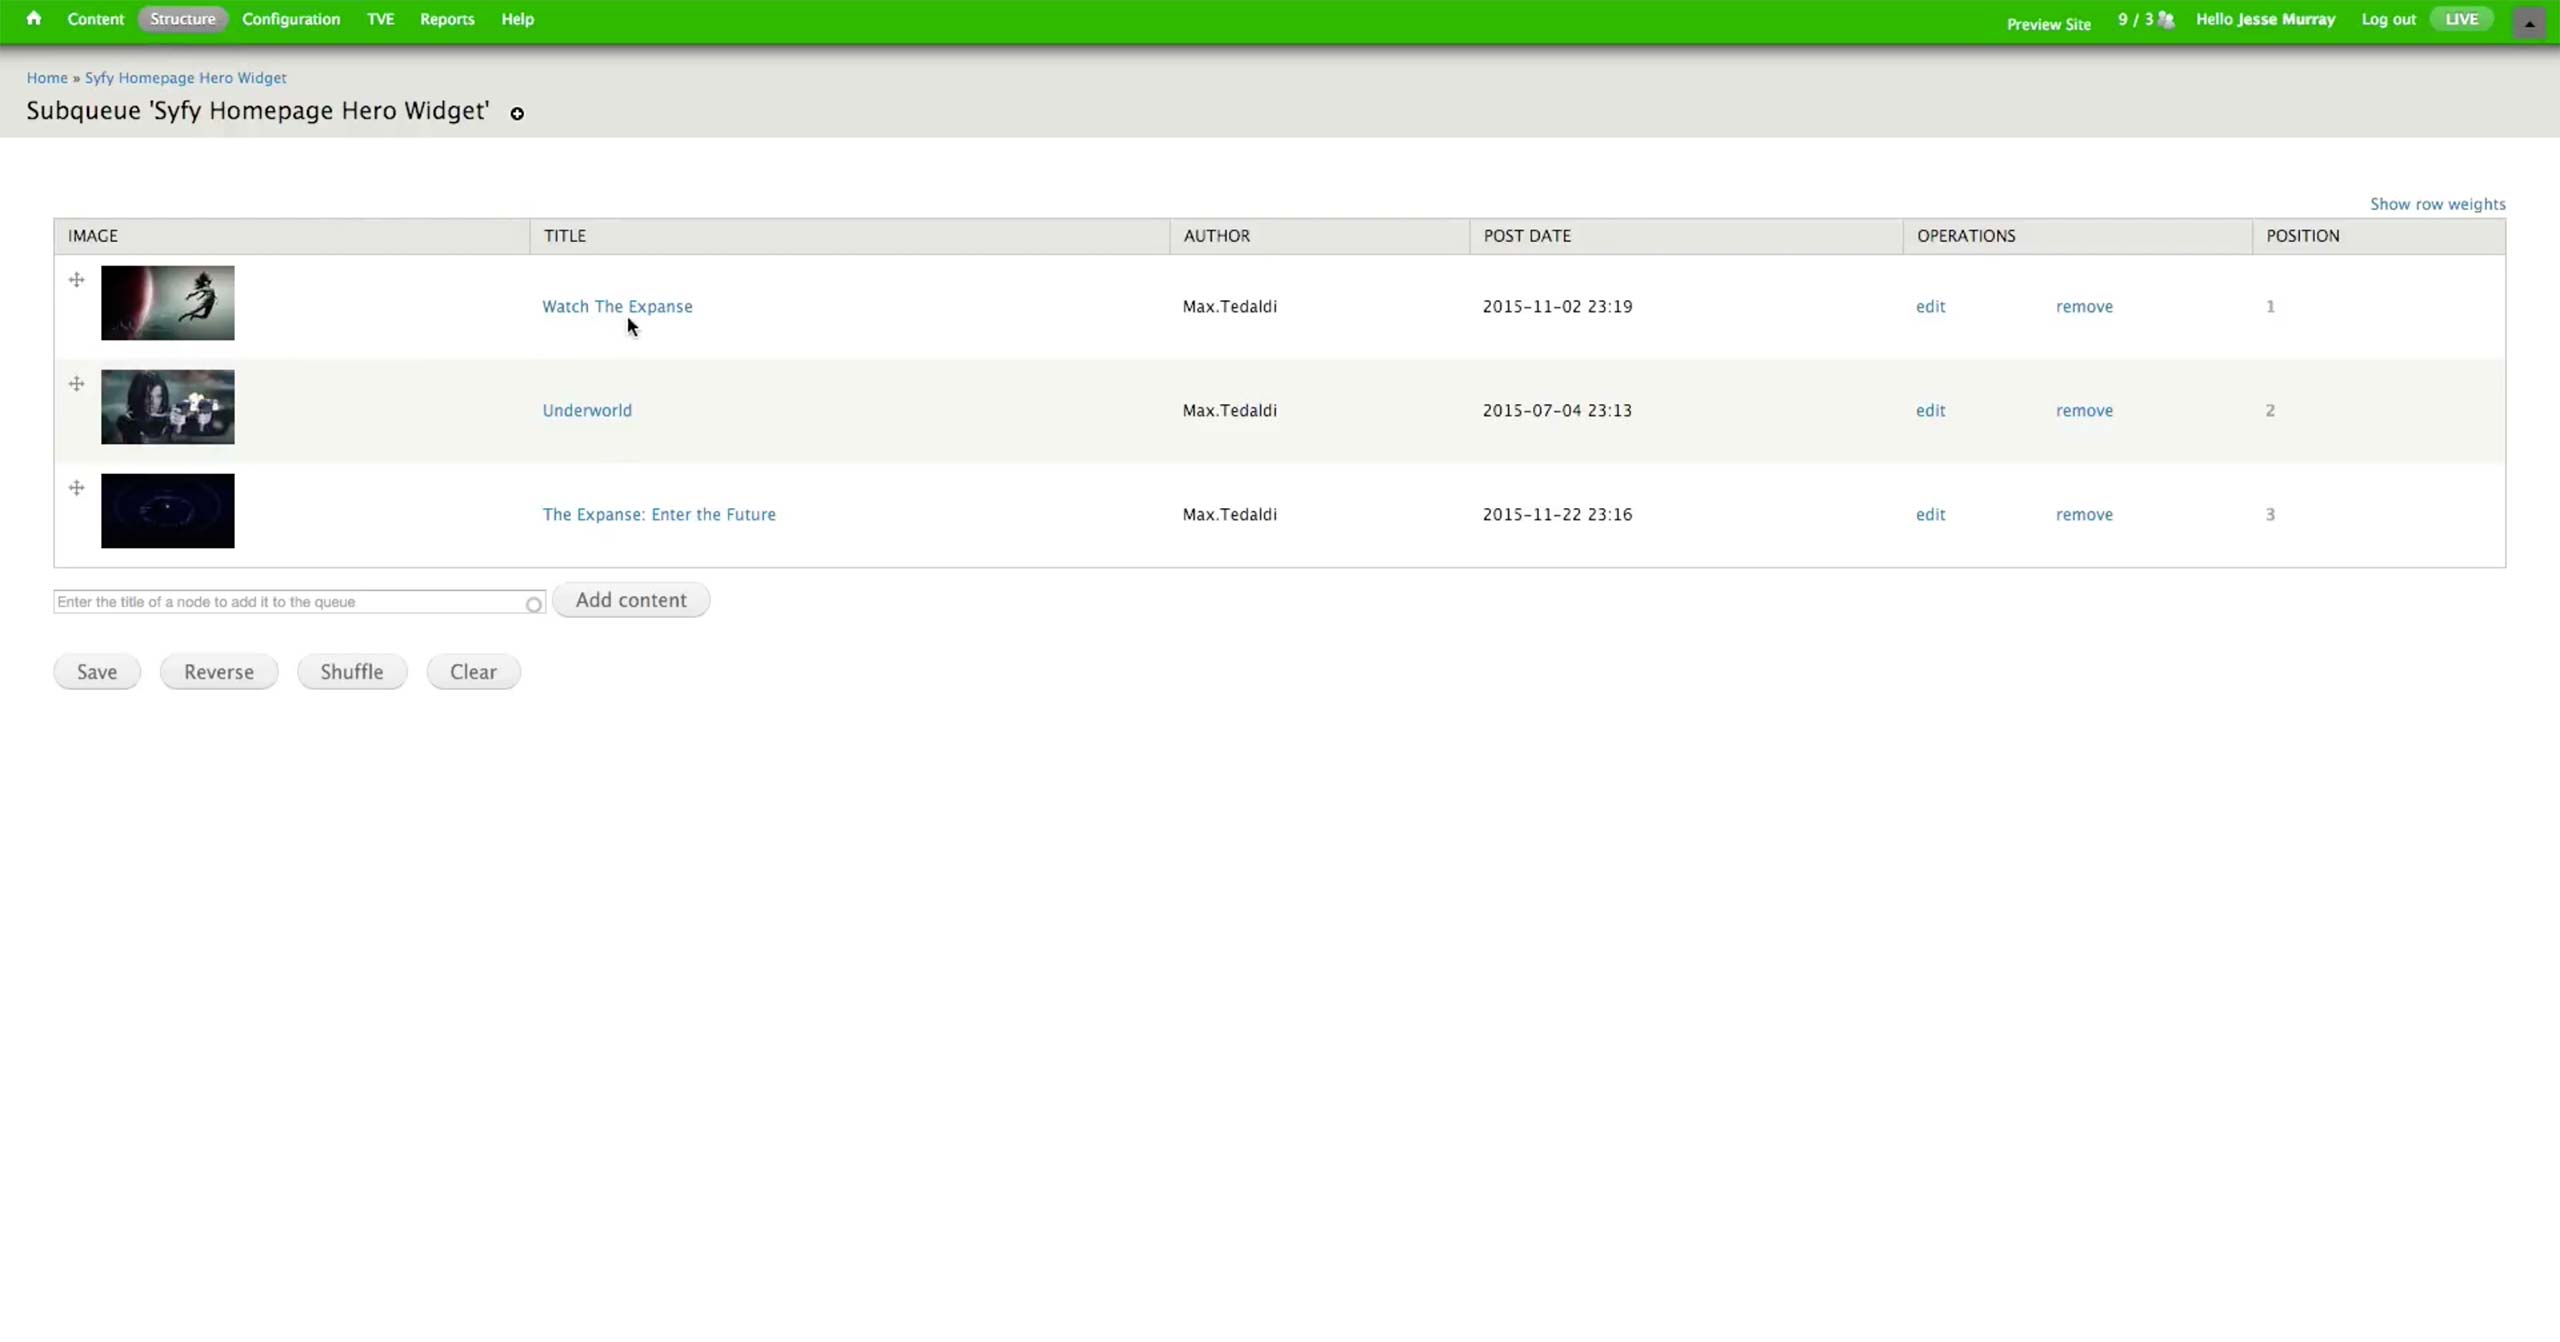 Content Structure Configuration TVE Reports Help Preview Site 9 / 3 Hello Jesse Murray Log out LIVE
Home » Syfy Homepage Hero Widget
Subqueue 'Syfy Homepage Hero Widget'
Show row weights
IMAGE TITLE AUTHOR POST DATE OPERATIONS POSITION
Watch The Expanse Max.Tedaldi 2015-11-02 23:19 edit remove 1
Underworld Max.Tedaldi 2015-07-04 23:13 edit remove 2
The Expanse: Enter the Future Max.Tedaldi 2015-11-22 23:16 edit remove 3
Enter the title of a node to add it to the queue Add content
Save Reverse Shuffle Clear